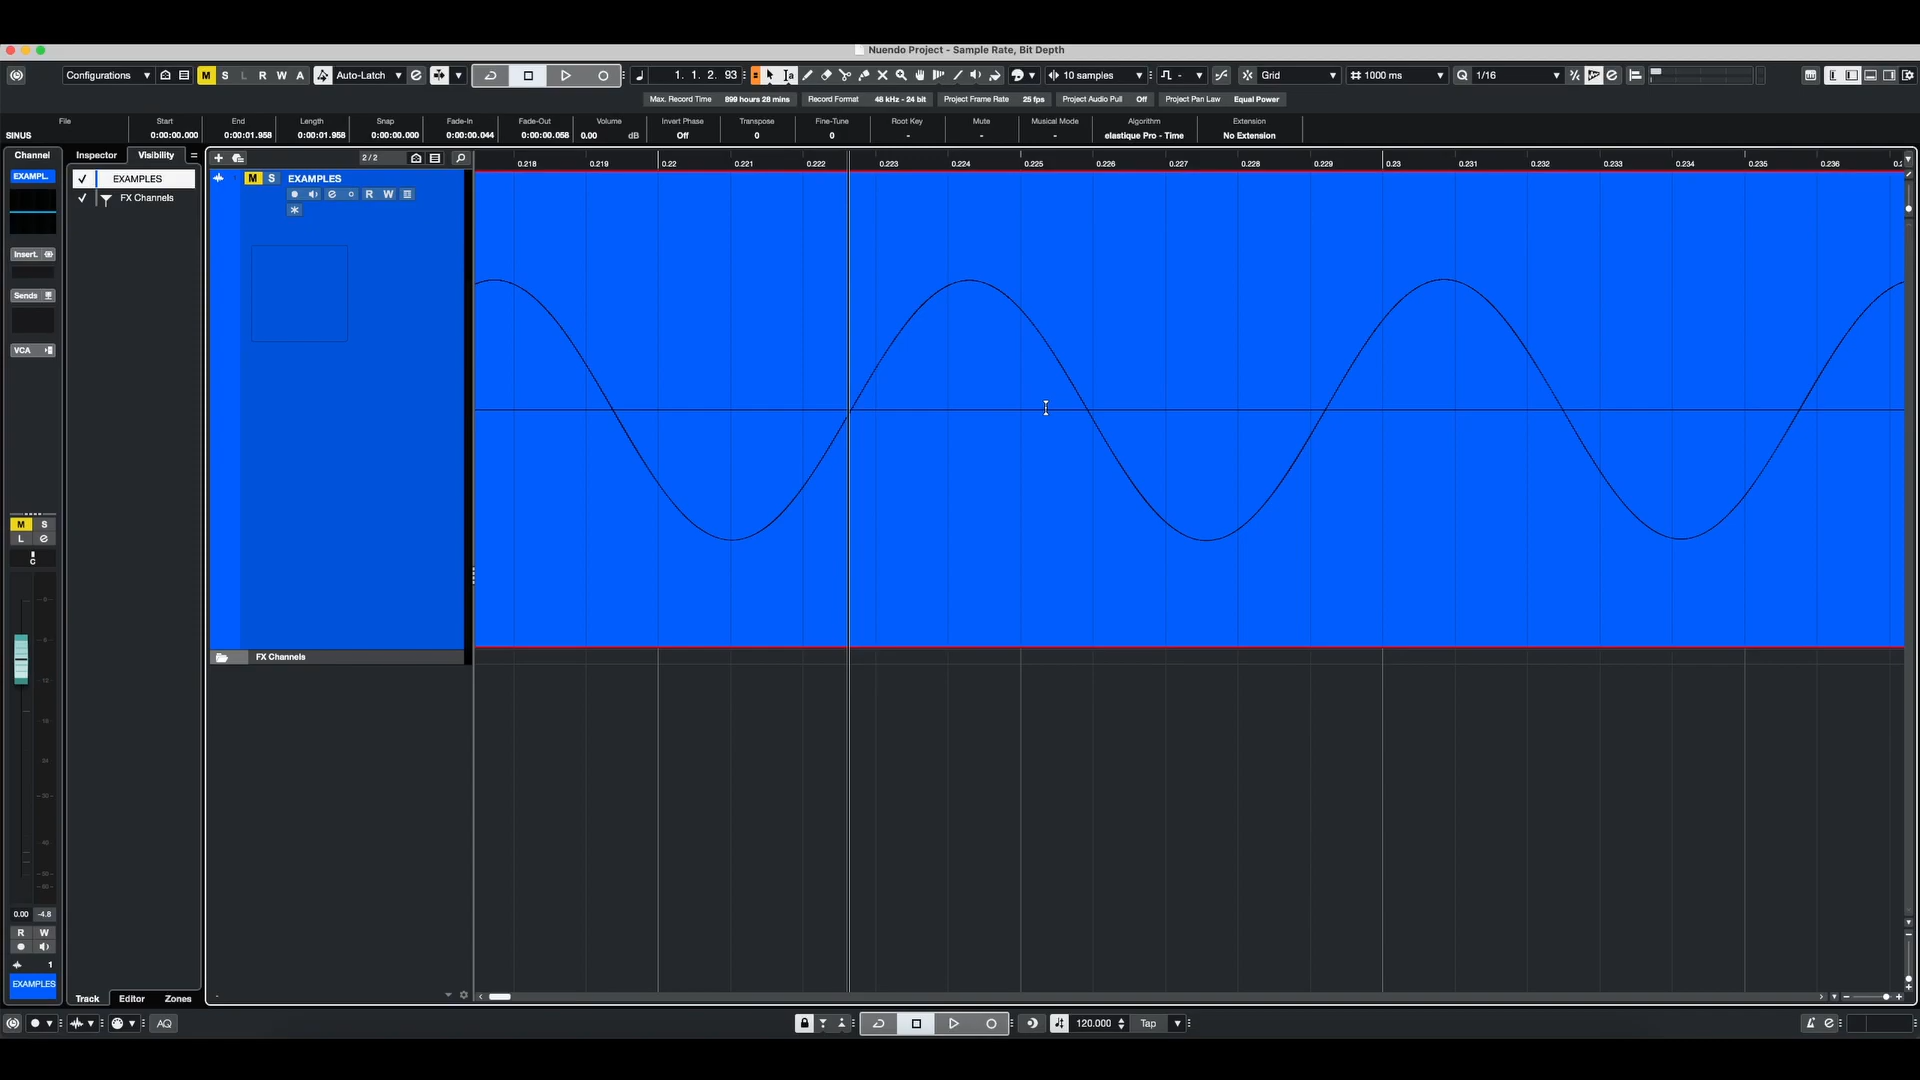 Nuendo Project - Sample Rate, Bit Depth
Configurations M S L R W A Auto-Latch 1. 1. 2. 93 10 samples Grid 1000 ms Q 1/16
Max. Record Time 899 hours 28 mins Record Format 48 kHz - 24 bit Project Frame Rate 25 fps Project Audio Pull Off Project Pan Law Equal Power
File Start End Length Snap Fade-In Fade-Out Volume Invert Phase Transpose Fine-Tune Root Key Mute Musical Mode Algorithm Extension
SINUS 0:00:00.000 0:00:01.958 0:00:01.958 0:00:00.000 0:00:00.044 0:00:00.058 0.00 dB Off 0 0 - - - elastique Pro - Time No Extension
Channel Inspector Visibility 2/2
0.218 0.219 0.22 0.221 0.222 0.223 0.224 0.225 0.226 0.227 0.228 0.229 0.23 0.231 0.232 0.233 0.234 0.235 0.236
EXAMPL. EXAMPLES M S EXAMPLES
FX Channels R W
Insert.
Sends
VCA
M S
L e
C
FX Channels
0.00 -4.8
R W
1
EXAMPLES
Track Editor Zones
AQ 120.000 Tap